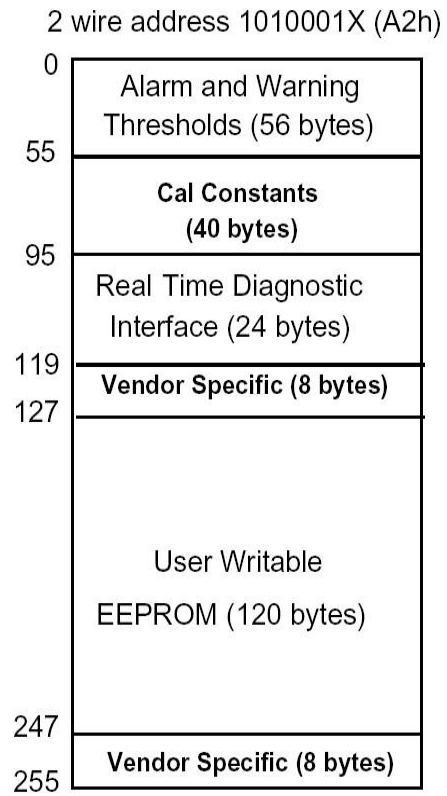 2 wire address 1010001X (A2h)
0
Alarm and Warning
Thresholds (56 bytes)
55
Cal Constants
(40 bytes)
95
Real Time Diagnostic
Interface (24 bytes)
119
Vendor Specific (8 bytes)
127
User Writable
EEPROM (120 bytes)
247
Vendor Specific (8 bytes)
255